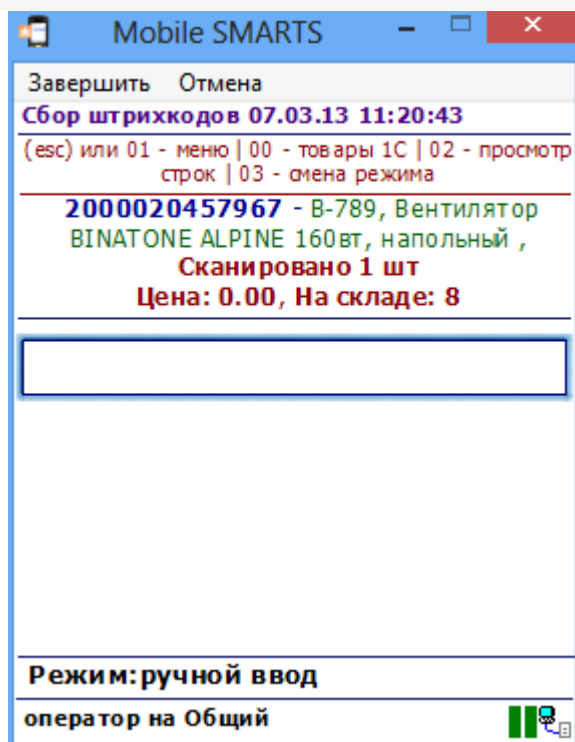 Mobile SMARTS
Завершить Отмена
Сбор штрихкодов 07.03.13 11:20:43
(esc) или 01 - меню | 00 - товары 1С | 02 - просмотр
строк | 03 - смена режима
2000020457967 - В-789, Вентилятор
BINATONE ALPINE 160вт, напольный ,
Сканировано 1 шт
Цена: 0.00, На складе: 8
Режим:ручной ввод
оператор на Общий